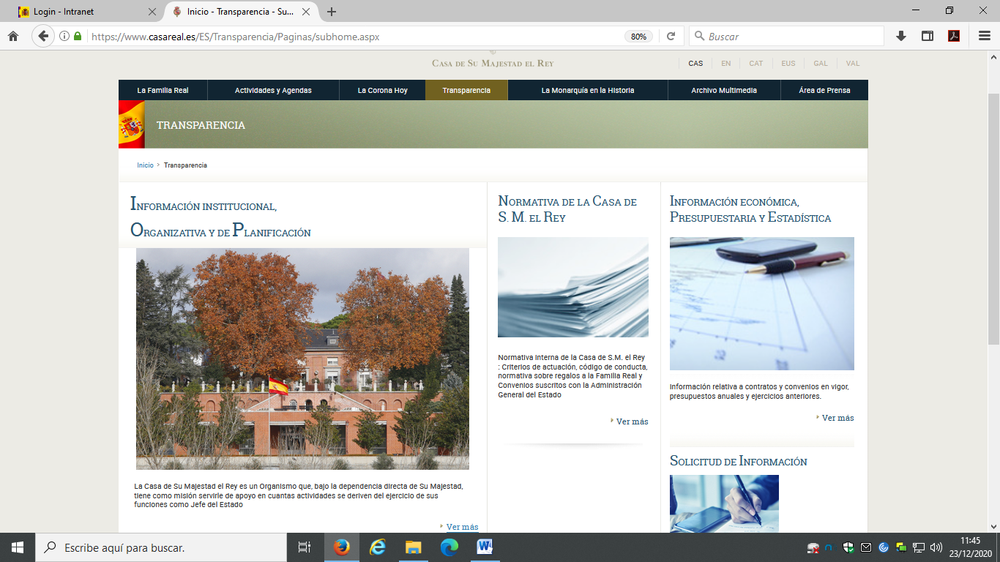 Login - Intranet
Inicio - Transparencia - Su...
https://www.casareal.es/ES/Transparencia/Paginas/subhome.aspx
80%
Buscar
CASA DE SU MAJESTAD EL REY
CAS EN CAT EUS GAL VAL
La Familia Real
Actividades y Agendas
La Corona Hoy
Transparencia
La Monarquía en la Historia
Archivo Multimedia
Área de Prensa
TRANSPARENCIA
Inicio > Transparencia
INFORMACIÓN INSTITUCIONAL,
ORGANIZATIVA Y DE PLANIFICACIÓN
La Casa de Su Majestad el Rey es un Organismo que, bajo la dependencia directa de Su Majestad,
tiene como misión servirle de apoyo en cuantas actividades se deriven del ejercicio de sus
funciones como Jefe del Estado
Ver más
NORMATIVA DE LA CASA DE
S. M. EL REY
Normativa Interna de la Casa de S.M. el Rey
: Criterios de actuación, código de conducta,
normativa sobre regalos a la Familia Real y
Convenios suscritos con la Administración
General del Estado
Ver más
INFORMACIÓN ECONÓMICA,
PRESUPUESTARIA Y ESTADÍSTICA
Información relativa a contratos y convenios en vigor,
presupuestos anuales y ejercicios anteriores.
Ver más
SOLICITUD DE INFORMACIÓN
Escribe aquí para buscar.
11:45
23/12/2020